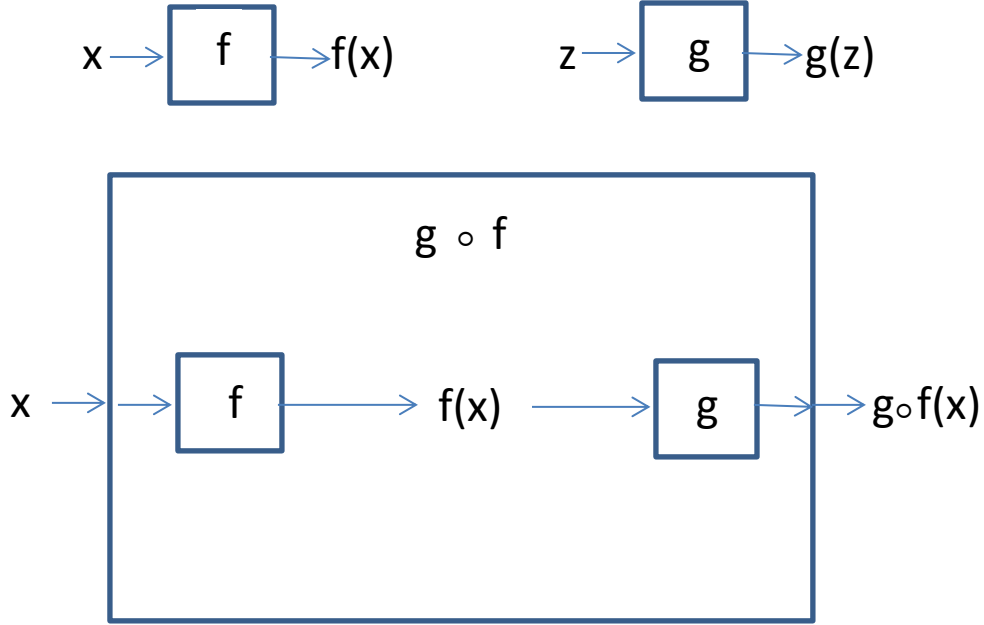 x f f(x) z g g(z)
g ∘ f
x f f(x) g g∘f(x)